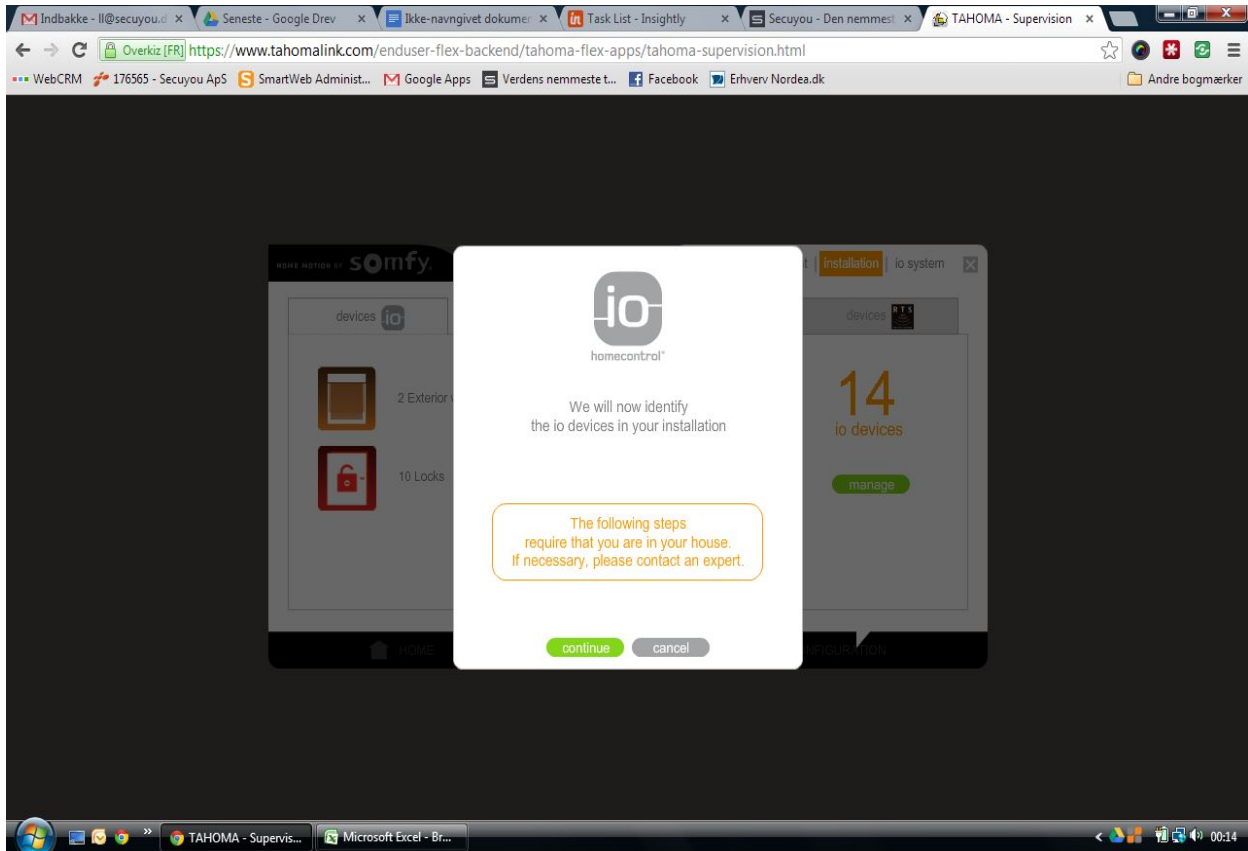 Indbakke - ll@secuyou.d
Seneste - Google Drev
Ikke-navngivet dokumen
Task List - Insightly
Secuyou - Den nemmest
TAHOMA - Supervision
Overkiz [FR] https://www.tahomalink.com/enduser-flex-backend/tahoma-flex-apps/tahoma-supervision.html
WebCRM
176565 - Secuyou ApS
SmartWeb Administ...
Google Apps
Verdens nemmeste t...
Facebook
Erhverv Nordea.dk
Andre bogmærker
HOME MOTION BY somfy.
installation | io system
devices io
devices RTS
io
homecontrol®
We will now identify
the io devices in your installation
2 Exterior
10 Locks
14
io devices
manage
The following steps
require that you are in your house.
If necessary, please contact an expert.
continue
cancel
HOME
NFIGURATION
TAHOMA - Supervis...
Microsoft Excel - Br...
00:14